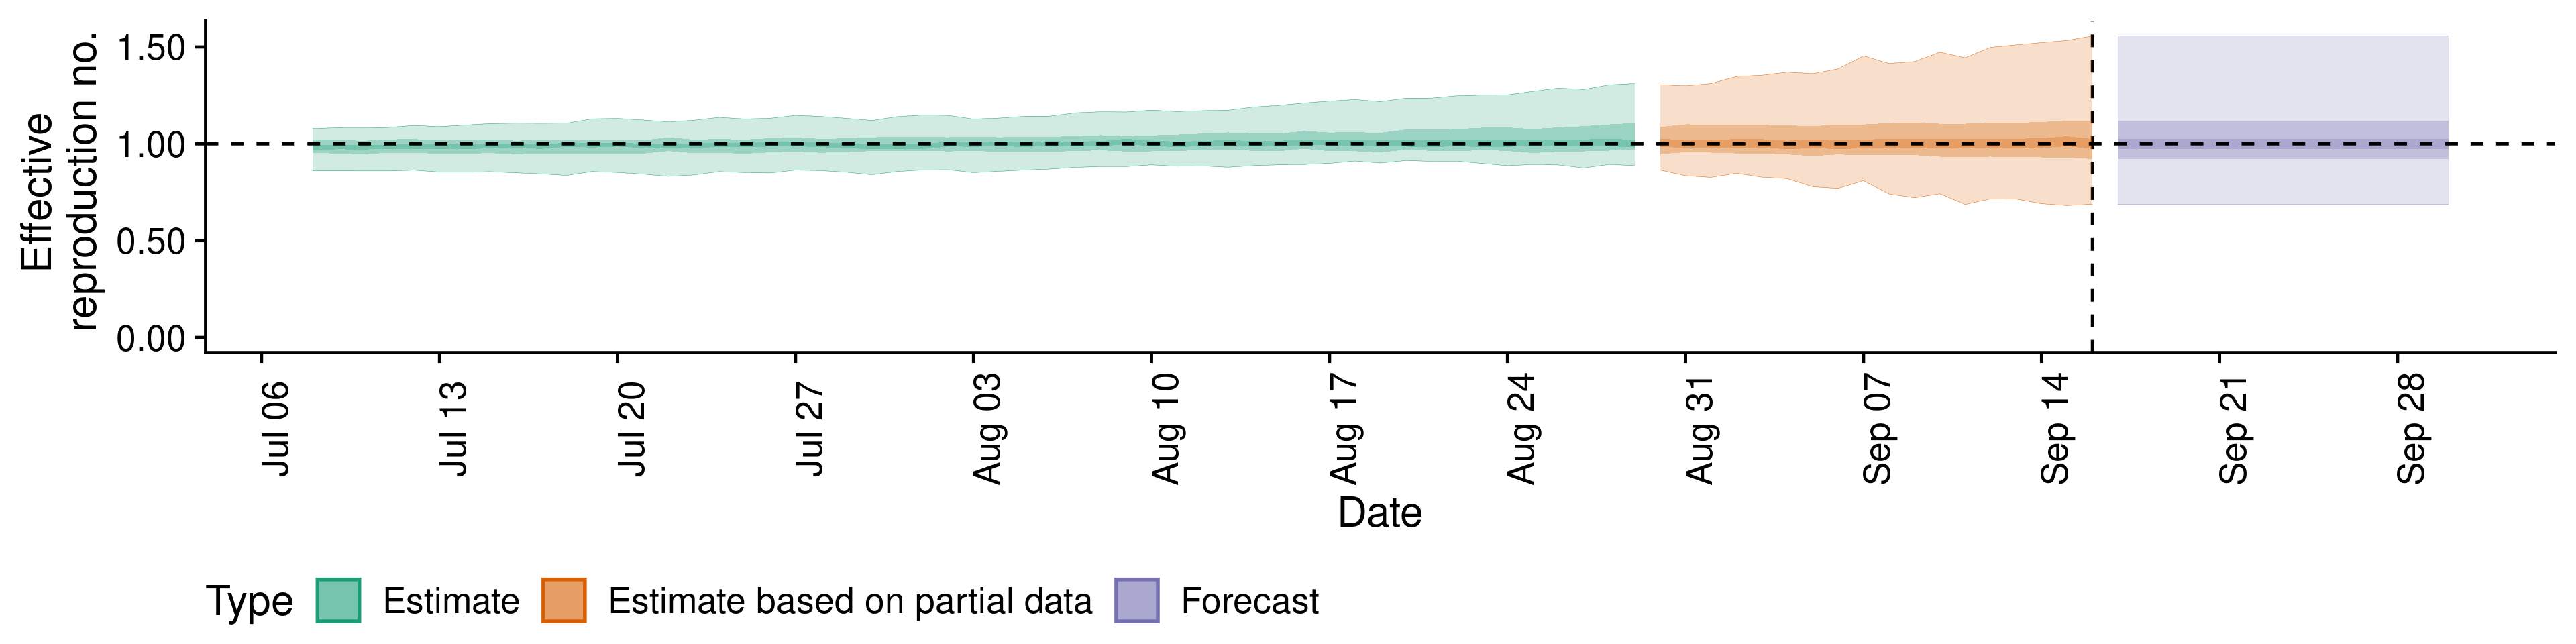 Effective
reproduction no.
1.50
1.00
0.50
0.00
Jul 06
Jul 13
Jul 20
Jul 27
Aug 03
Aug 10
Aug 17
Aug 24
Aug 31
Sep 07
Sep 14
Sep 21
Sep 28
Date
Type Estimate Estimate based on partial data Forecast